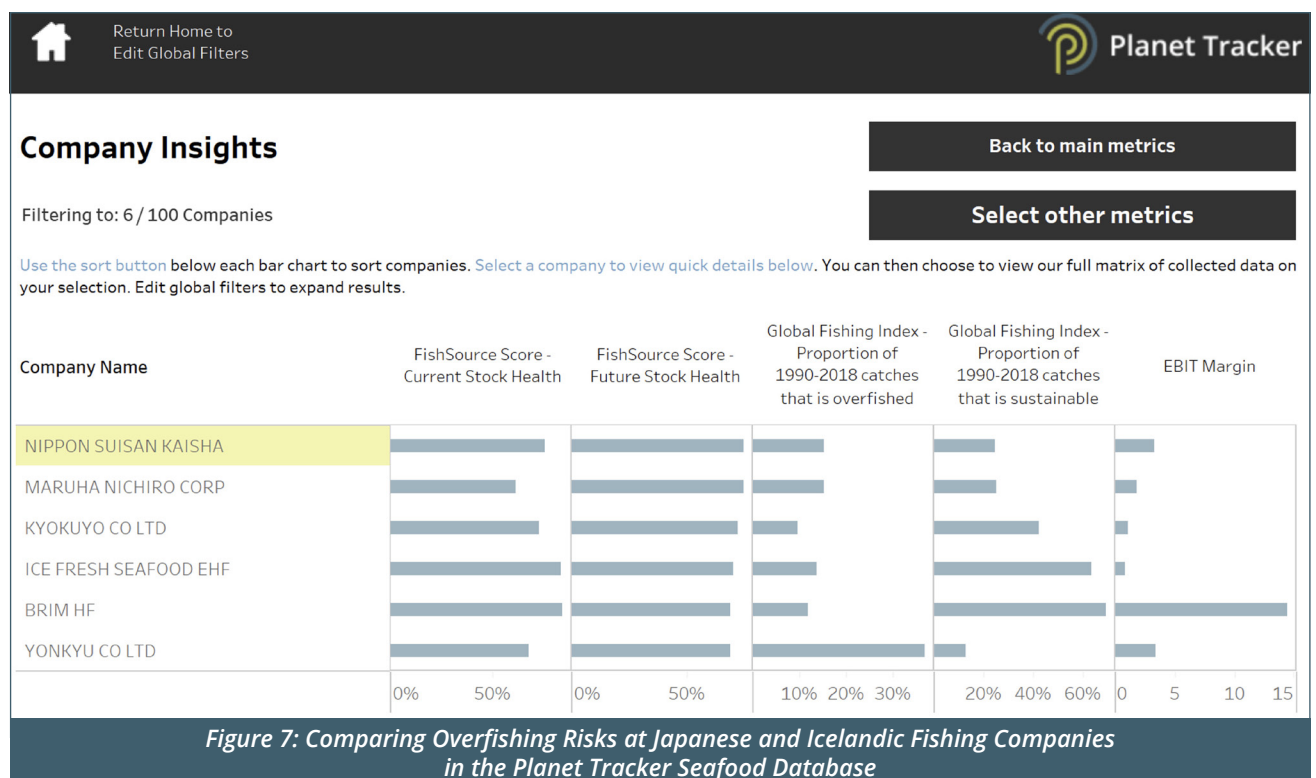 Return Home to
Edit Global Filters
Planet Tracker
Company Insights
Back to main metrics
Filtering to: 6 / 100 Companies
Select other metrics
Use the sort button below each bar chart to sort companies. Select a company to view quick details below. You can then choose to view our full matrix of collected data on
your selection. Edit global filters to expand results.
Company Name
FishSource Score -
Current Stock Health
FishSource Score -
Future Stock Health
Global Fishing Index -
Proportion of
1990-2018 catches
that is overfished
Global Fishing Index -
Proportion of
1990-2018 catches
that is sustainable
EBIT Margin
NIPPON SUISAN KAISHA
MARUHA NICHIRO CORP
KYOKUYO CO LTD
ICE FRESH SEAFOOD EHF
BRIM HF
YONKYU CO LTD
0% 50% 0% 50% 10% 20% 30% 20% 40% 60% 0 5 10 15
Figure 7: Comparing Overfishing Risks at Japanese and Icelandic Fishing Companies
in the Planet Tracker Seafood Database